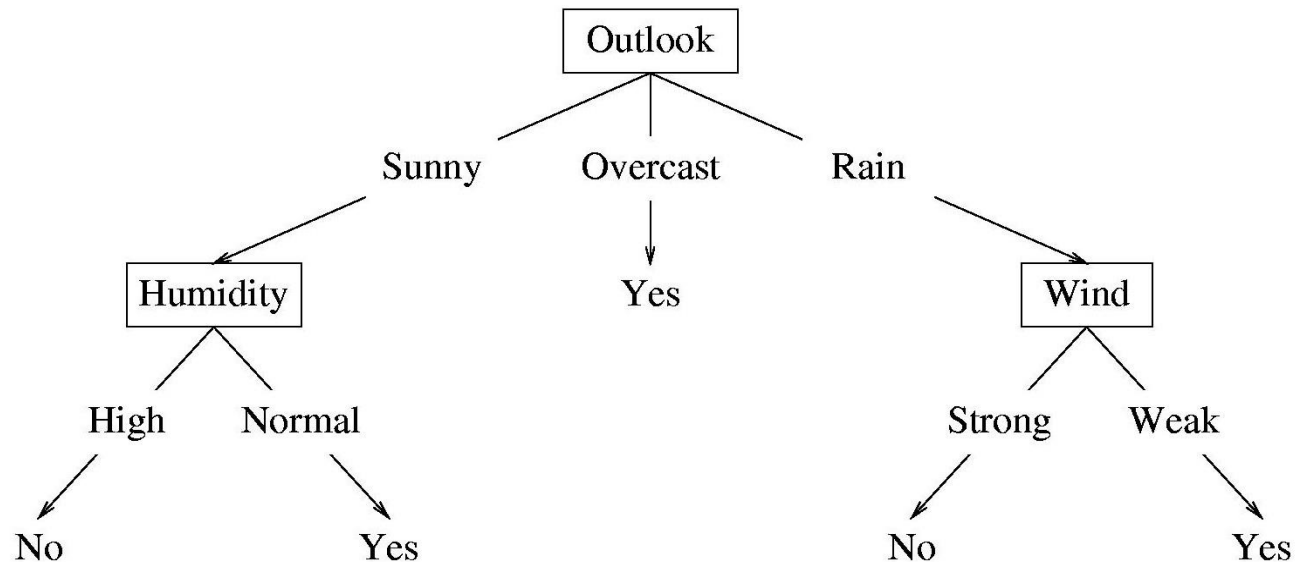 Outlook
Sunny Overcast Rain
Humidity Yes Wind
High Normal Strong Weak
No Yes No Yes